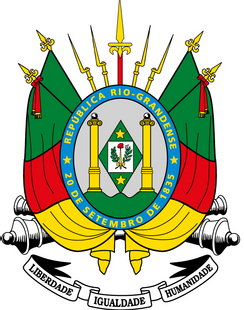 REPÚBLICA RIO-GRANDENSE
20 DE SETEMBRO DE 1835
LIBERDADE
IGUALDADE
HUMANIDADE